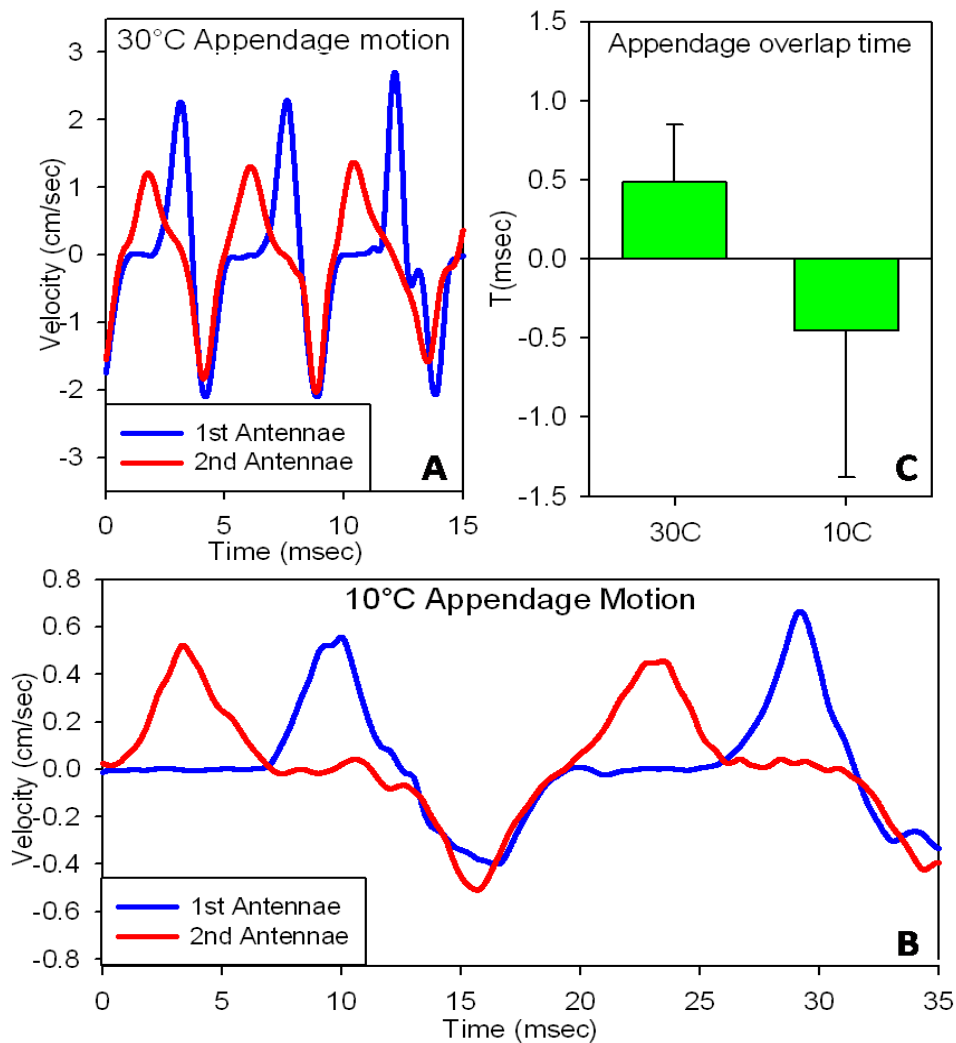 30°C Appendage motion
3
2
1
0
-1
-2
-3
Velocity (cm/sec)
1st Antennae
2nd Antennae
A
0
5
10
15
Time (msec)
Appendage overlap time
1.5
1.0
0.5
0.0
-0.5
-1.0
-1.5
T(msec)
C
30C
10C
10°C Appendage Motion
0.8
0.6
0.4
0.2
0.0
-0.2
-0.4
-0.6
-0.8
Velocity (cm/sec)
1st Antennae
2nd Antennae
B
0
5
10
15
20
25
30
35
Time (msec)